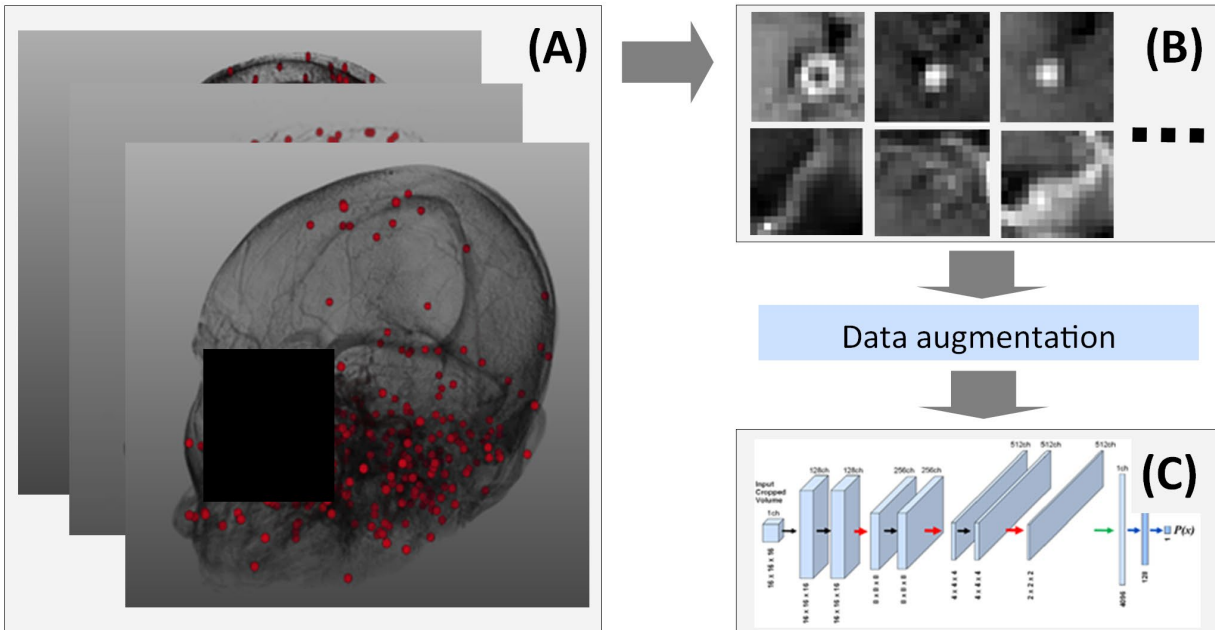 (A)
(B)
Data augmentation
(C)
Input
Cropped
Volume
1ch
16 x 16 x 16
128ch
16 x 16 x 16
128ch
16 x 16 x 16
256ch
8 x 8 x 8
256ch
8 x 8 x 8
512ch
4 x 4 x 4
512ch
4 x 4 x 4
512ch
2 x 2 x 2
1ch
4096
128
1
P(x)